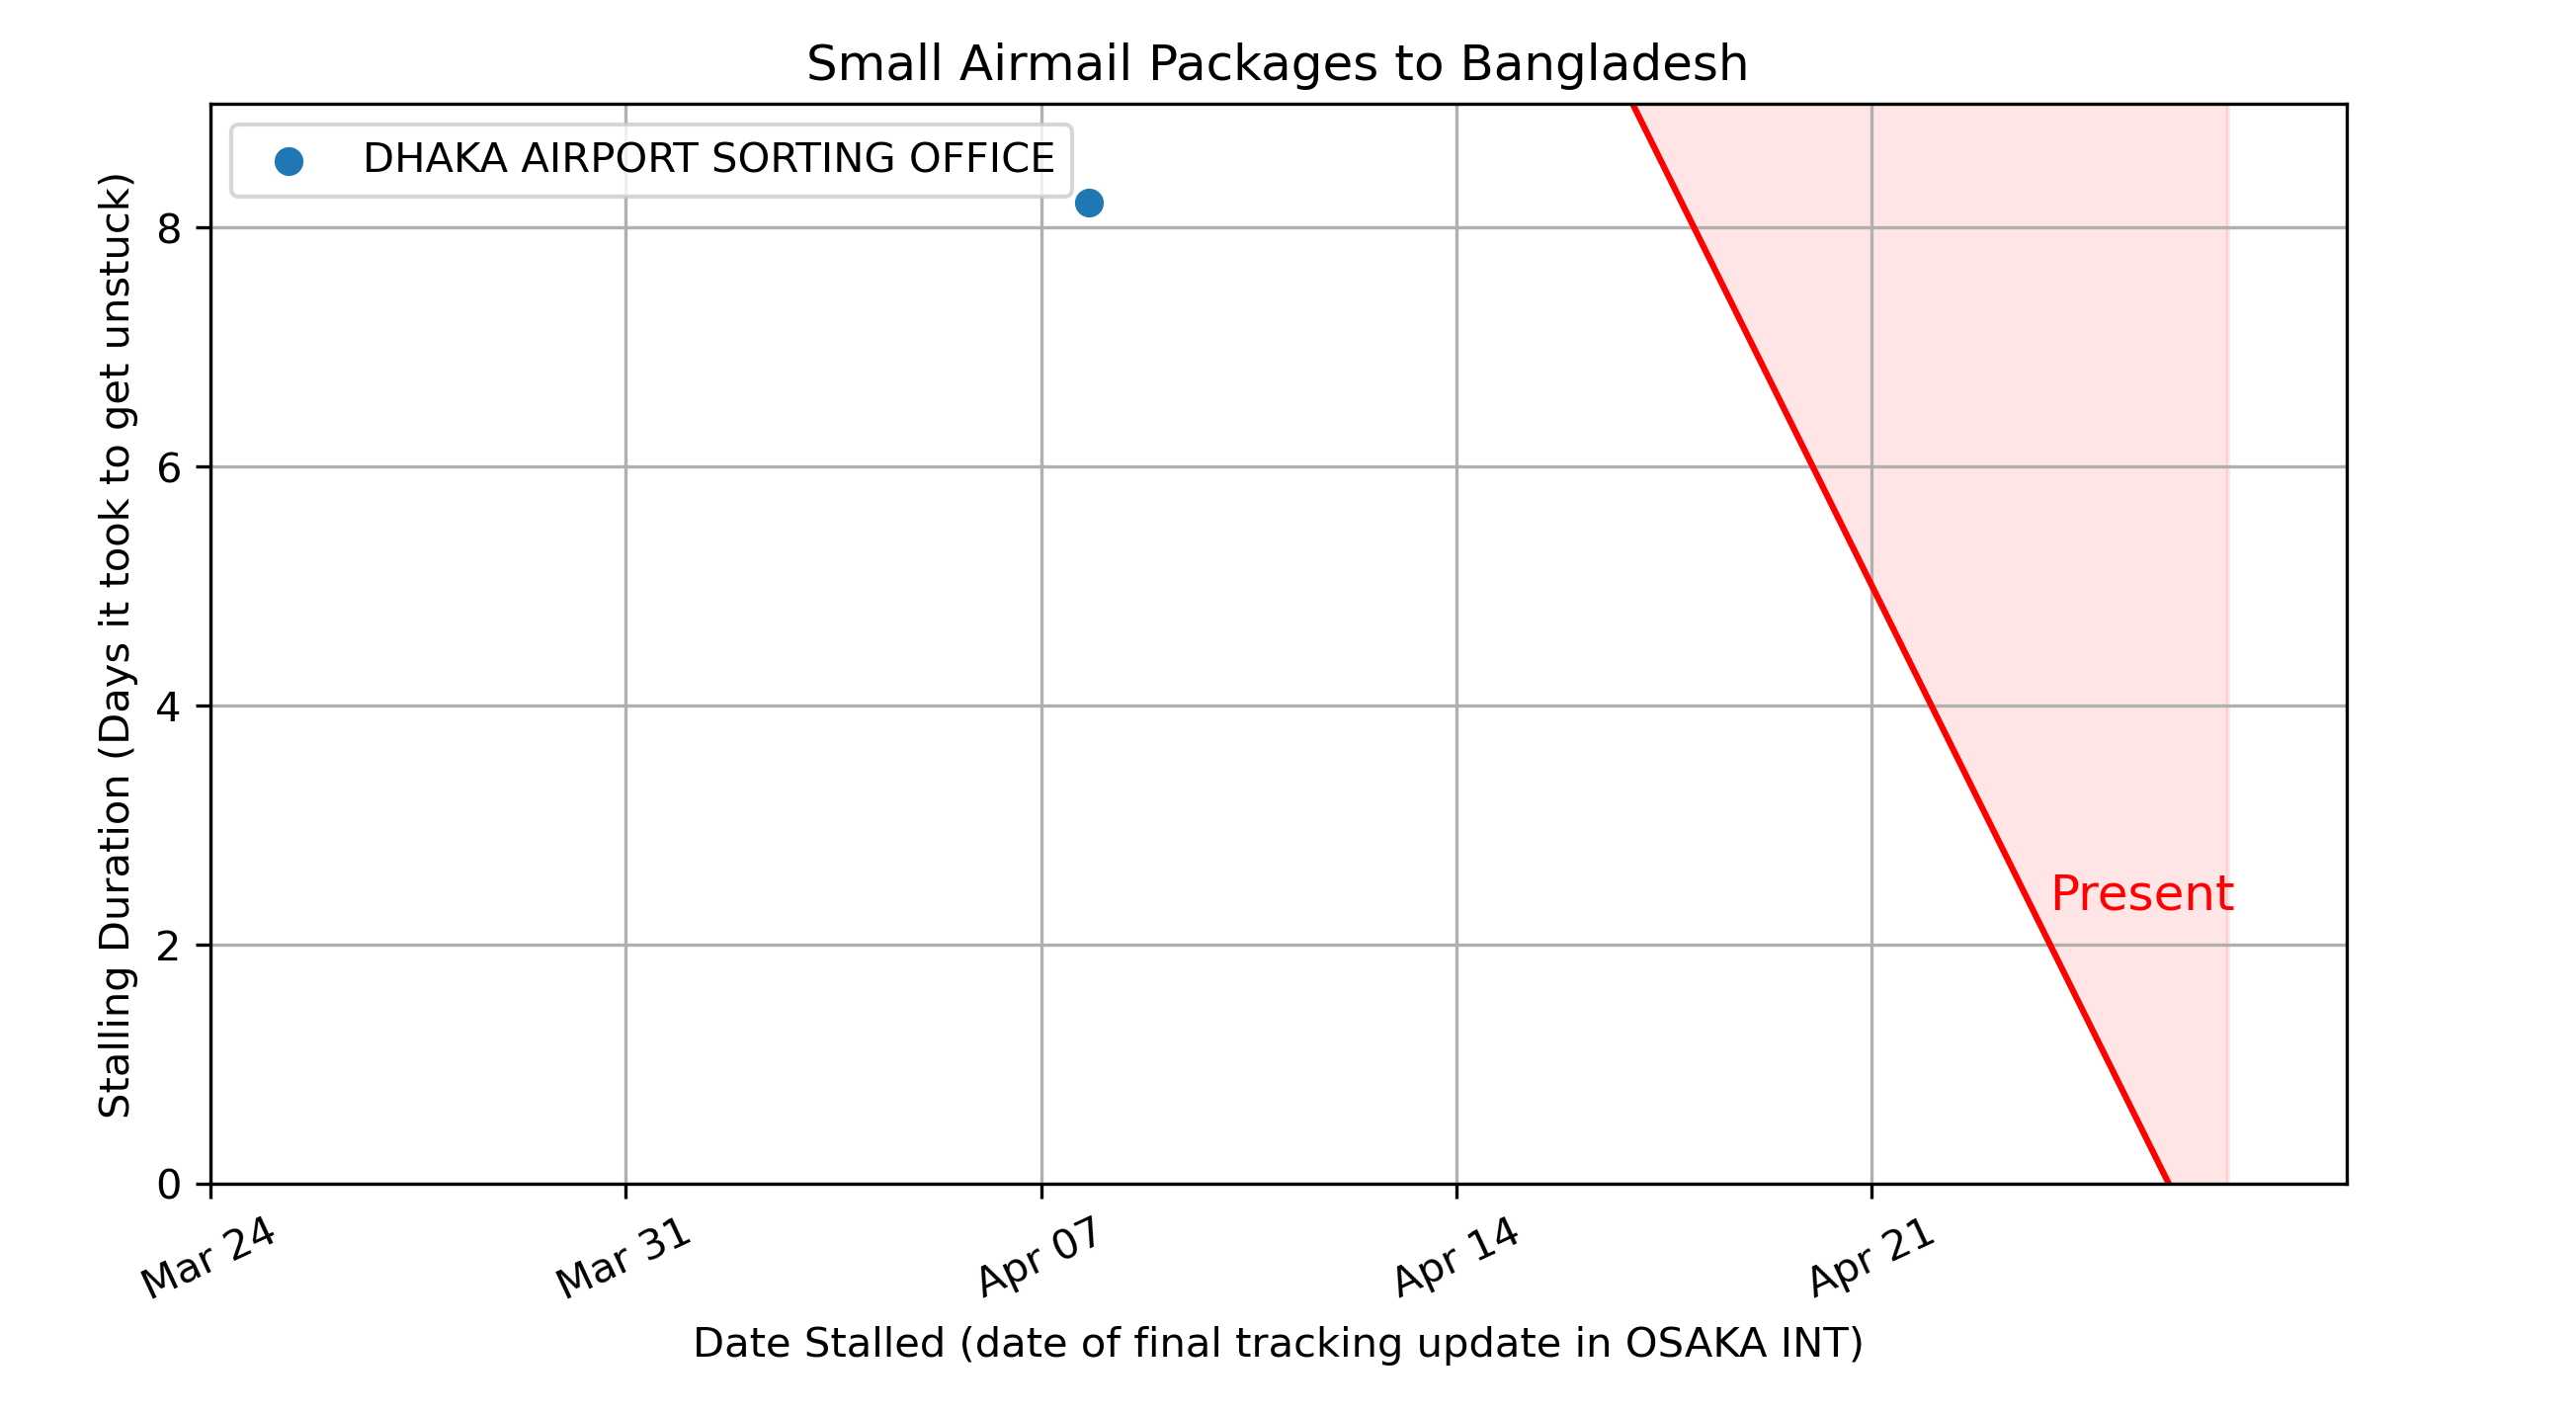 Small Airmail Packages to Bangladesh
DHAKA AIRPORT SORTING OFFICE
Stalling Duration (Days it took to get unstuck)
8
6
4
2
0
Present
Mar 24
Mar 31
Apr 07
Apr 14
Apr 21
Date Stalled (date of final tracking update in OSAKA INT)